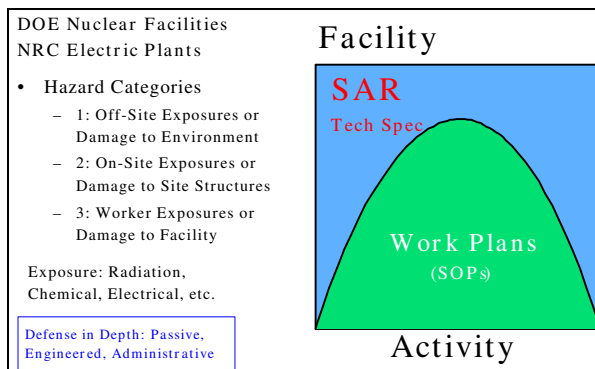 DOE Nuclear Facilities
NRC Electric Plants
• Hazard Categories
– 1: Off-Site Exposures or
Damage to Environment
– 2: On-Site Exposures or
Damage to Site Structures
– 3: Worker Exposures or
Damage to Facility
Exposure: Radiation,
Chemical, Electrical, etc.
Defense in Depth: Passive,
Engineered, Administrative
Facility
SAR
Tech Spec
Work Plans
(SOPs)
Activity